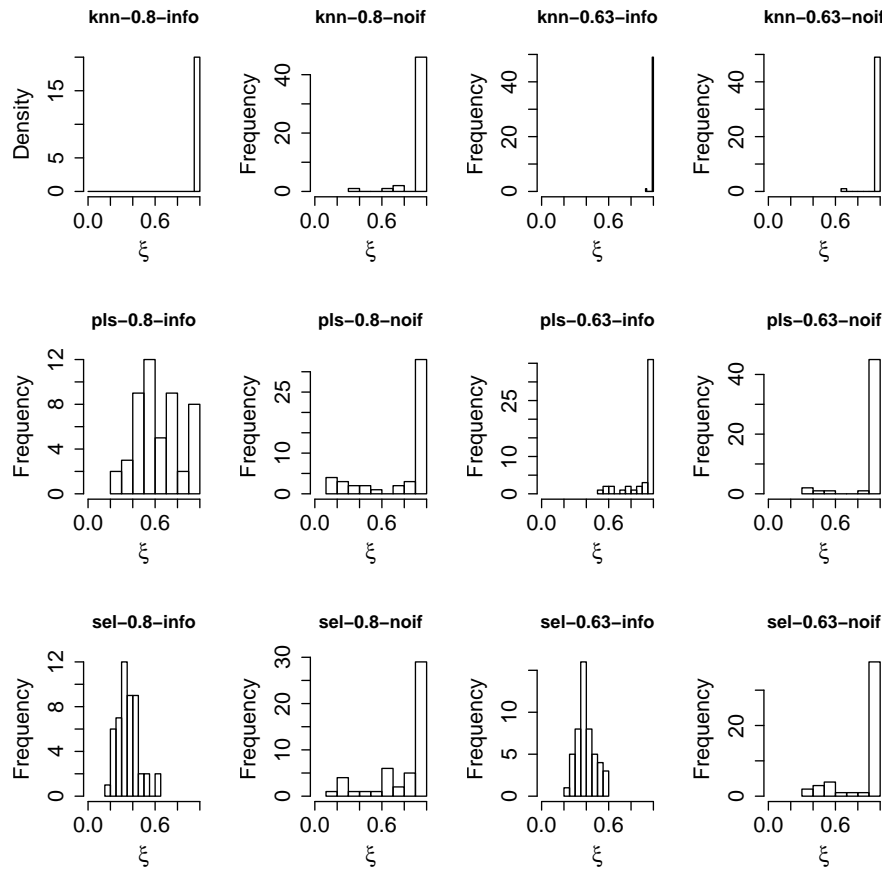 knn−0.8−info
knn−0.8−noif
knn−0.63−info
knn−0.63−noif
Density
0 5 15
0.0 0.6
ξ
Frequency
0 20 40
0.0 0.6
ξ
Frequency
0 20 40
0.0 0.6
ξ
Frequency
0 20 40
0.0 0.6
ξ
pls−0.8−info
pls−0.8−noif
pls−0.63−info
pls−0.63−noif
Frequency
0 4 8 12
0.0 0.6
ξ
Frequency
0 10 25
0.0 0.6
ξ
Frequency
0 10 25
0.0 0.6
ξ
Frequency
0 20 40
0.0 0.6
ξ
sel−0.8−info
sel−0.8−noif
sel−0.63−info
sel−0.63−noif
Frequency
0 4 8 12
0.0 0.6
ξ
Frequency
0 10 20 30
0.0 0.6
ξ
Frequency
0 5 10
0.0 0.6
ξ
Frequency
0 20
0.0 0.6
ξ